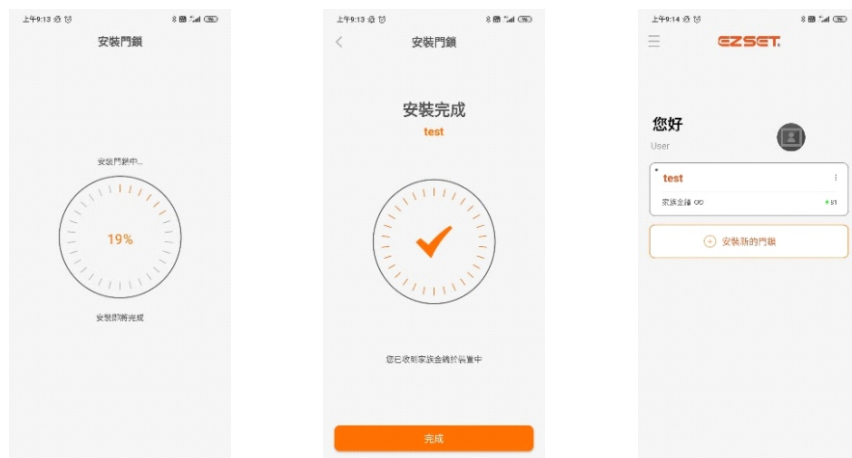 上午9:13
安裝門鎖
安裝門鎖中...
19%
安裝即將完成
上午9:13
安裝門鎖
安裝完成
test
您已收到家族金鑰於裝置中
完成
上午9:14
EZSET.
您好
User
test
家族金鑰
安裝新的門鎖